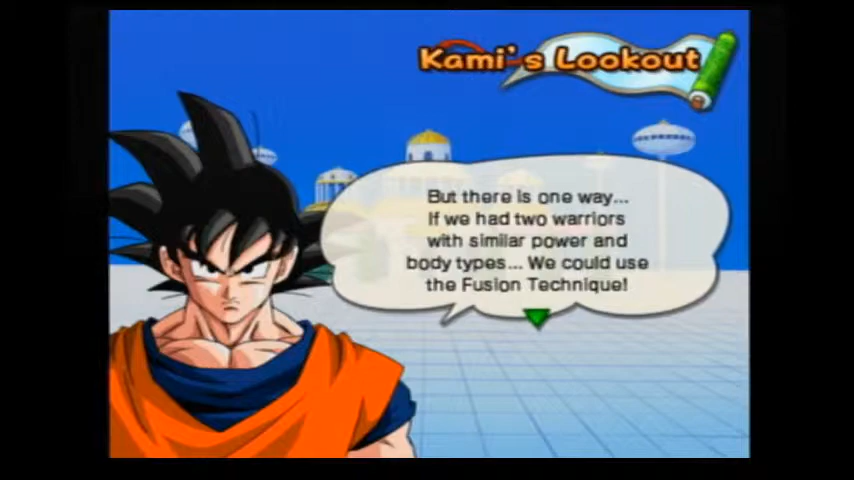 Kami's Lookout
But there is one way...
If we had two warriors
with similar power and
body types... We could use
the Fusion Technique!